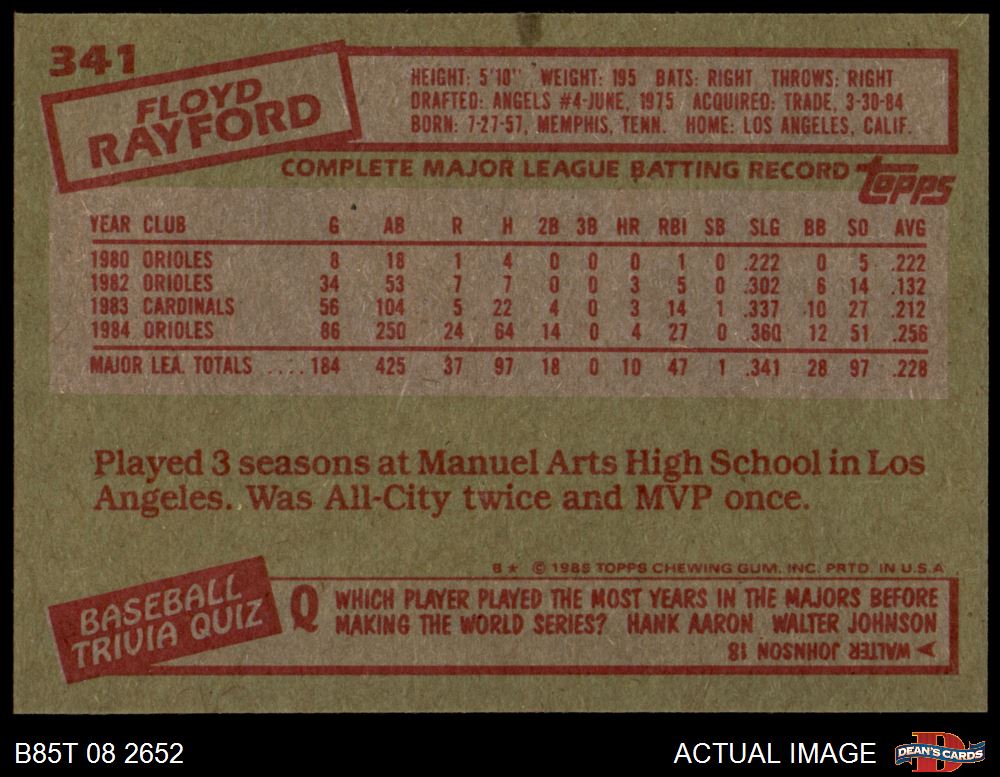 341
FLOYD
RAYFORD
HEIGHT: 5'10" WEIGHT: 195 BATS: RIGHT THROWS: RIGHT
DRAFTED: ANGELS #4-JUNE, 1975 ACQUIRED: TRADE, 3-30-84
BORN: 7-27-57, MEMPHIS, TENN. HOME: LOS ANGELES, CALIF.
COMPLETE MAJOR LEAGUE BATTING RECORD
Topps
YEAR CLUB G AB R H 2B 3B HR RBI SB SLG BB SO AVG
1980 ORIOLES 8 18 1 4 0 0 0 1 0 .222 0 5 .222
1982 ORIOLES 34 53 7 7 0 0 3 5 0 .302 6 14 .132
1983 CARDINALS 56 104 5 22 4 0 3 14 1 .337 10 27 .212
1984 ORIOLES 86 250 24 64 14 0 4 27 0 .360 12 51 .256
MAJOR LEA. TOTALS ....184 425 37 97 18 0 10 47 1 .341 28 97 .228
Played 3 seasons at Manuel Arts High School in Los
Angeles. Was All-City twice and MVP once.
B★ © 1985 TOPPS CHEWING GUM, INC. PRTD. IN U.S.A.
BASEBALL
TRIVIA QUIZ
Q WHICH PLAYER PLAYED THE MOST YEARS IN THE MAJORS BEFORE
MAKING THE WORLD SERIES? HANK AARON WALTER JOHNSON
A WALTER JOHNSON 18
B85T 08 2652
ACTUAL IMAGE
D
DEAN'S CARDS